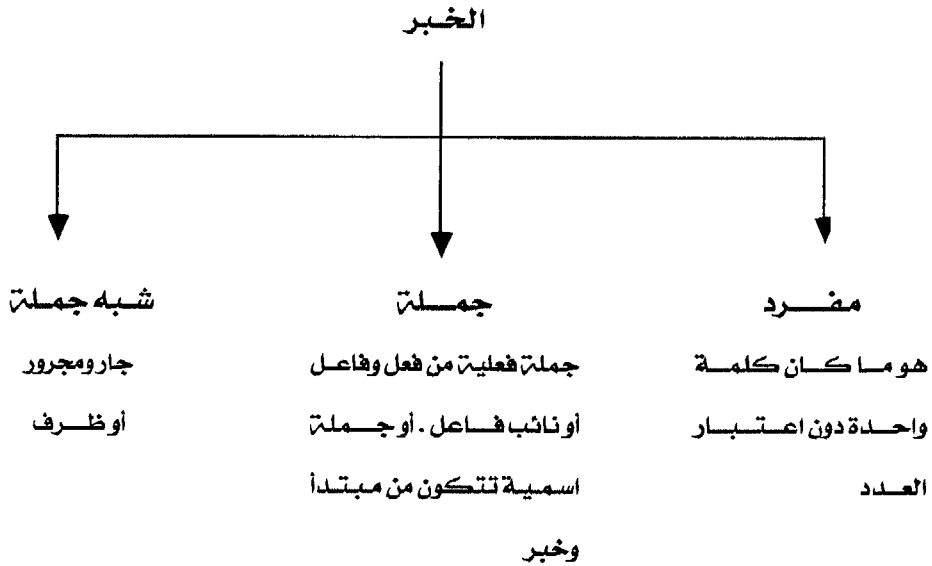 الخبر
مفرد
هو ما كان كلمة
واحدة دون اعتبار
العدد
جملة
جملة فعلية من فعل وفاعل
أو نائب فاعل . أو جملة
اسمية تتكون من مبتدأ
وخبر
شبه جملة
جار ومجرور
أو ظرف